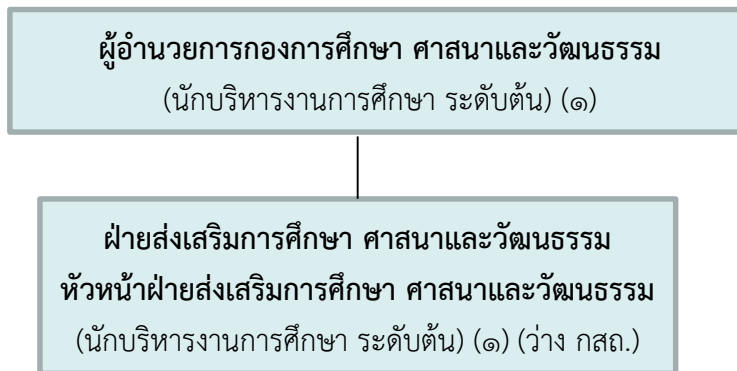 ผู้อำนวยการกองการศึกษา ศาสนาและวัฒนธรรม
(นักบริหารงานการศึกษา ระดับต้น) (๑)
ฝ่ายส่งเสริมการศึกษา ศาสนาและวัฒนธรรม
หัวหน้าฝ่ายส่งเสริมการศึกษา ศาสนาและวัฒนธรรม
(นักบริหารงานการศึกษา ระดับต้น) (๑) (ว่าง กสถ.)